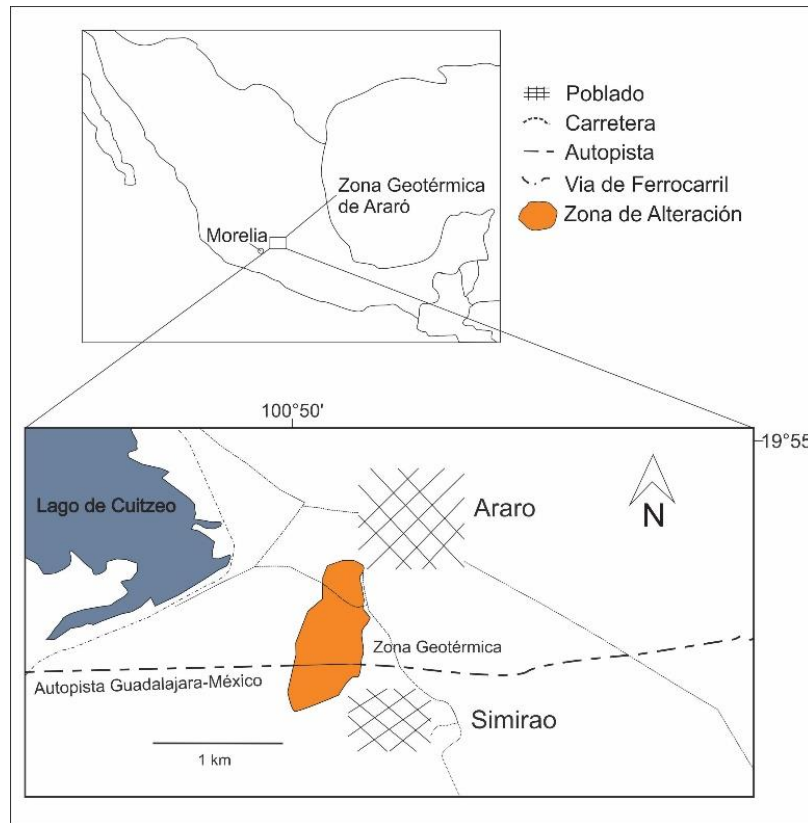 Poblado
Carretera
Autopista
Via de Ferrocarril
Zona de Alteración
Zona Geotérmica
de Araró
Morelia
100°50'
19°55
Lago de Cuitzeo
Araro
N
Zona Geotérmica
Autopista Guadalajara-México
Simirao
1 km